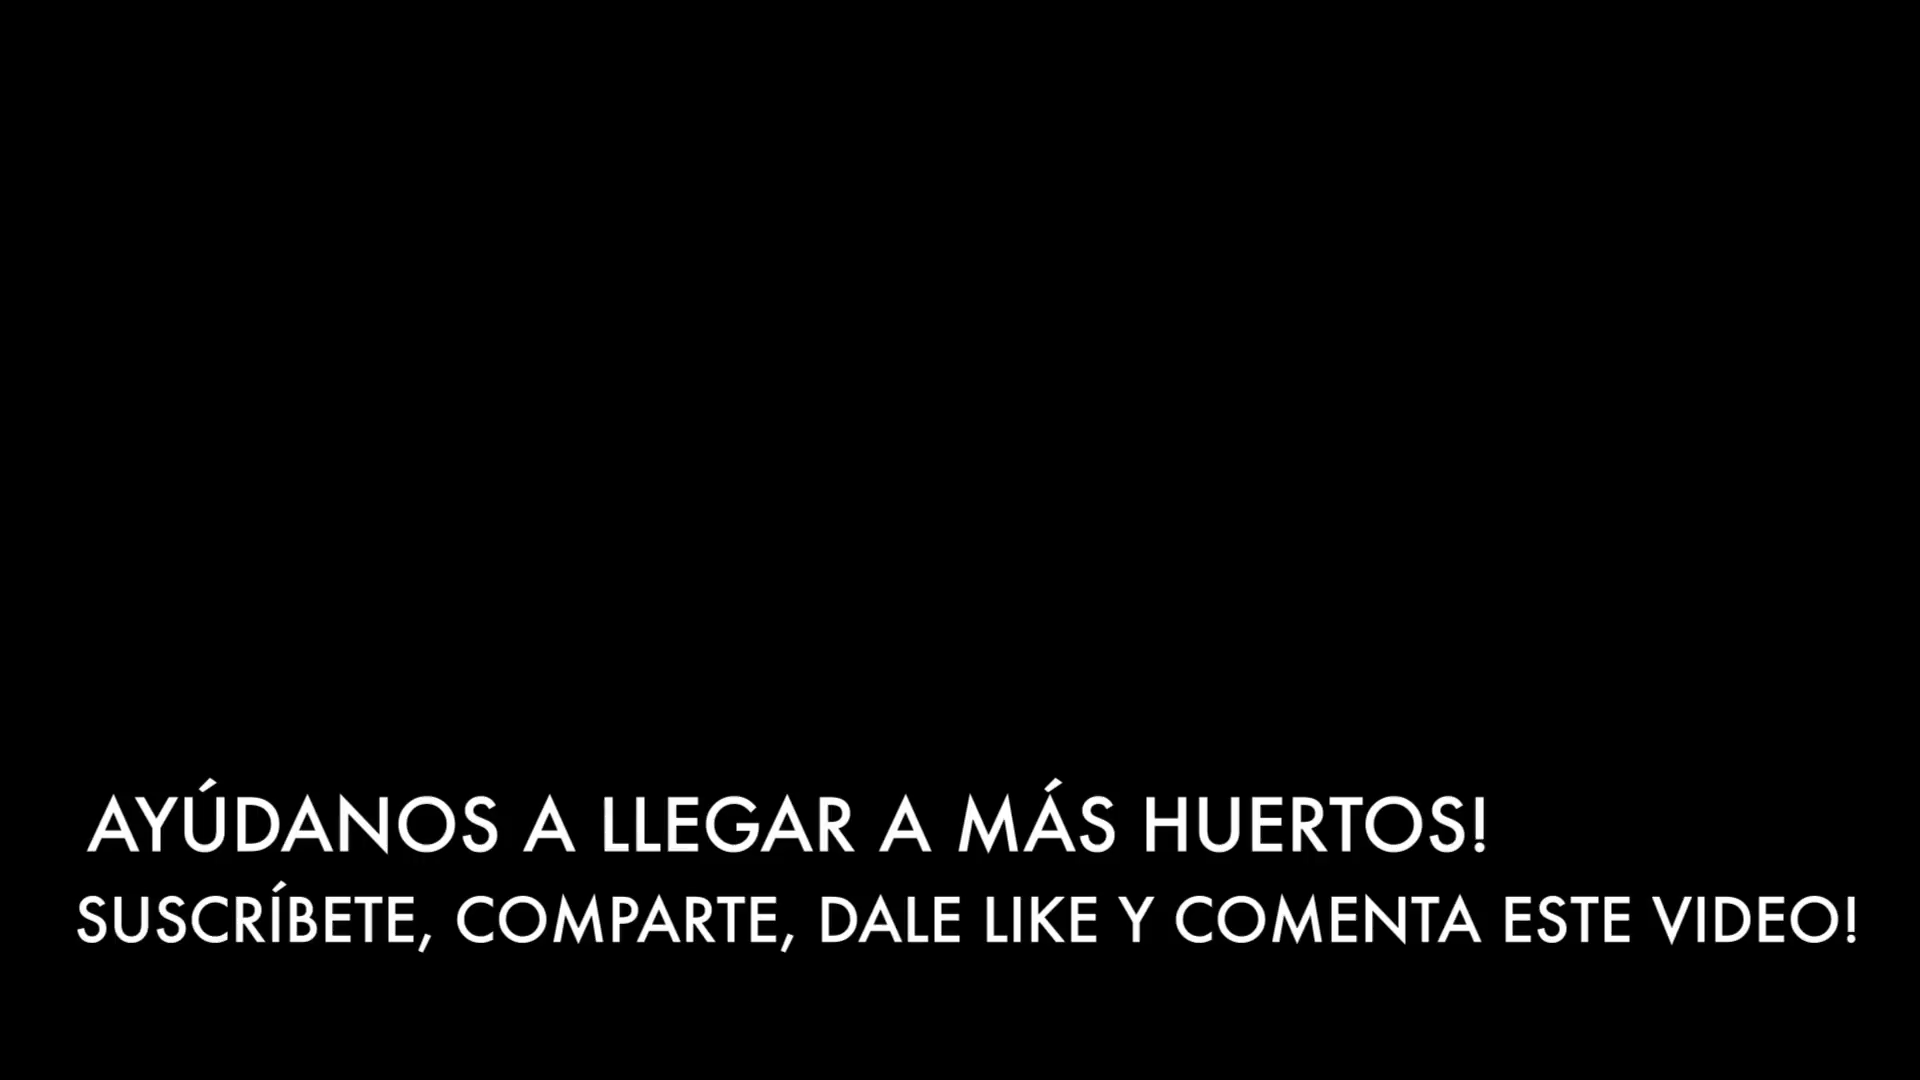 AYÚDANOS A LLEGAR A MÁS HUERTOS!
SUSCRÍBETE, COMPARTE, DALE LIKE Y COMENTA ESTE VIDEO!